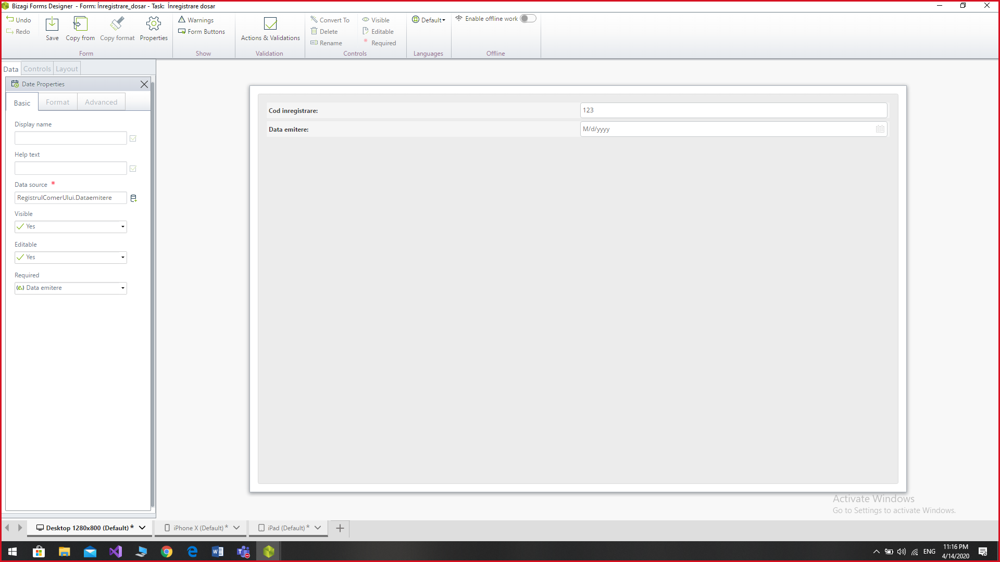 Bizagi Forms Designer - Form: Înregistrare_dosar - Task: Înregistrare dosar
Undo
Redo
Save
Copy from
Copy format
Properties
Form
Warnings
Form Buttons
Show
Actions & Validations
Validation
Convert To
Delete
Rename
Visible
Editable
Required
Controls
Default
Languages
Enable offline work
Offline
Data
Controls
Layout
Date Properties
Basic
Format
Advanced
Display name
Help text
Data source *
RegistrulComerUlui.Dataemitere
Visible
Yes
Editable
Yes
Required
(ex) Data emitere
Cod inregistrare:
123
Data emitere:
M/d/yyyy
Activate Windows
Go to Settings to activate Windows.
Desktop 1280x800 (Default) *
iPhone X (Default) *
iPad (Default) *
ENG
11:16 PM
4/14/2020